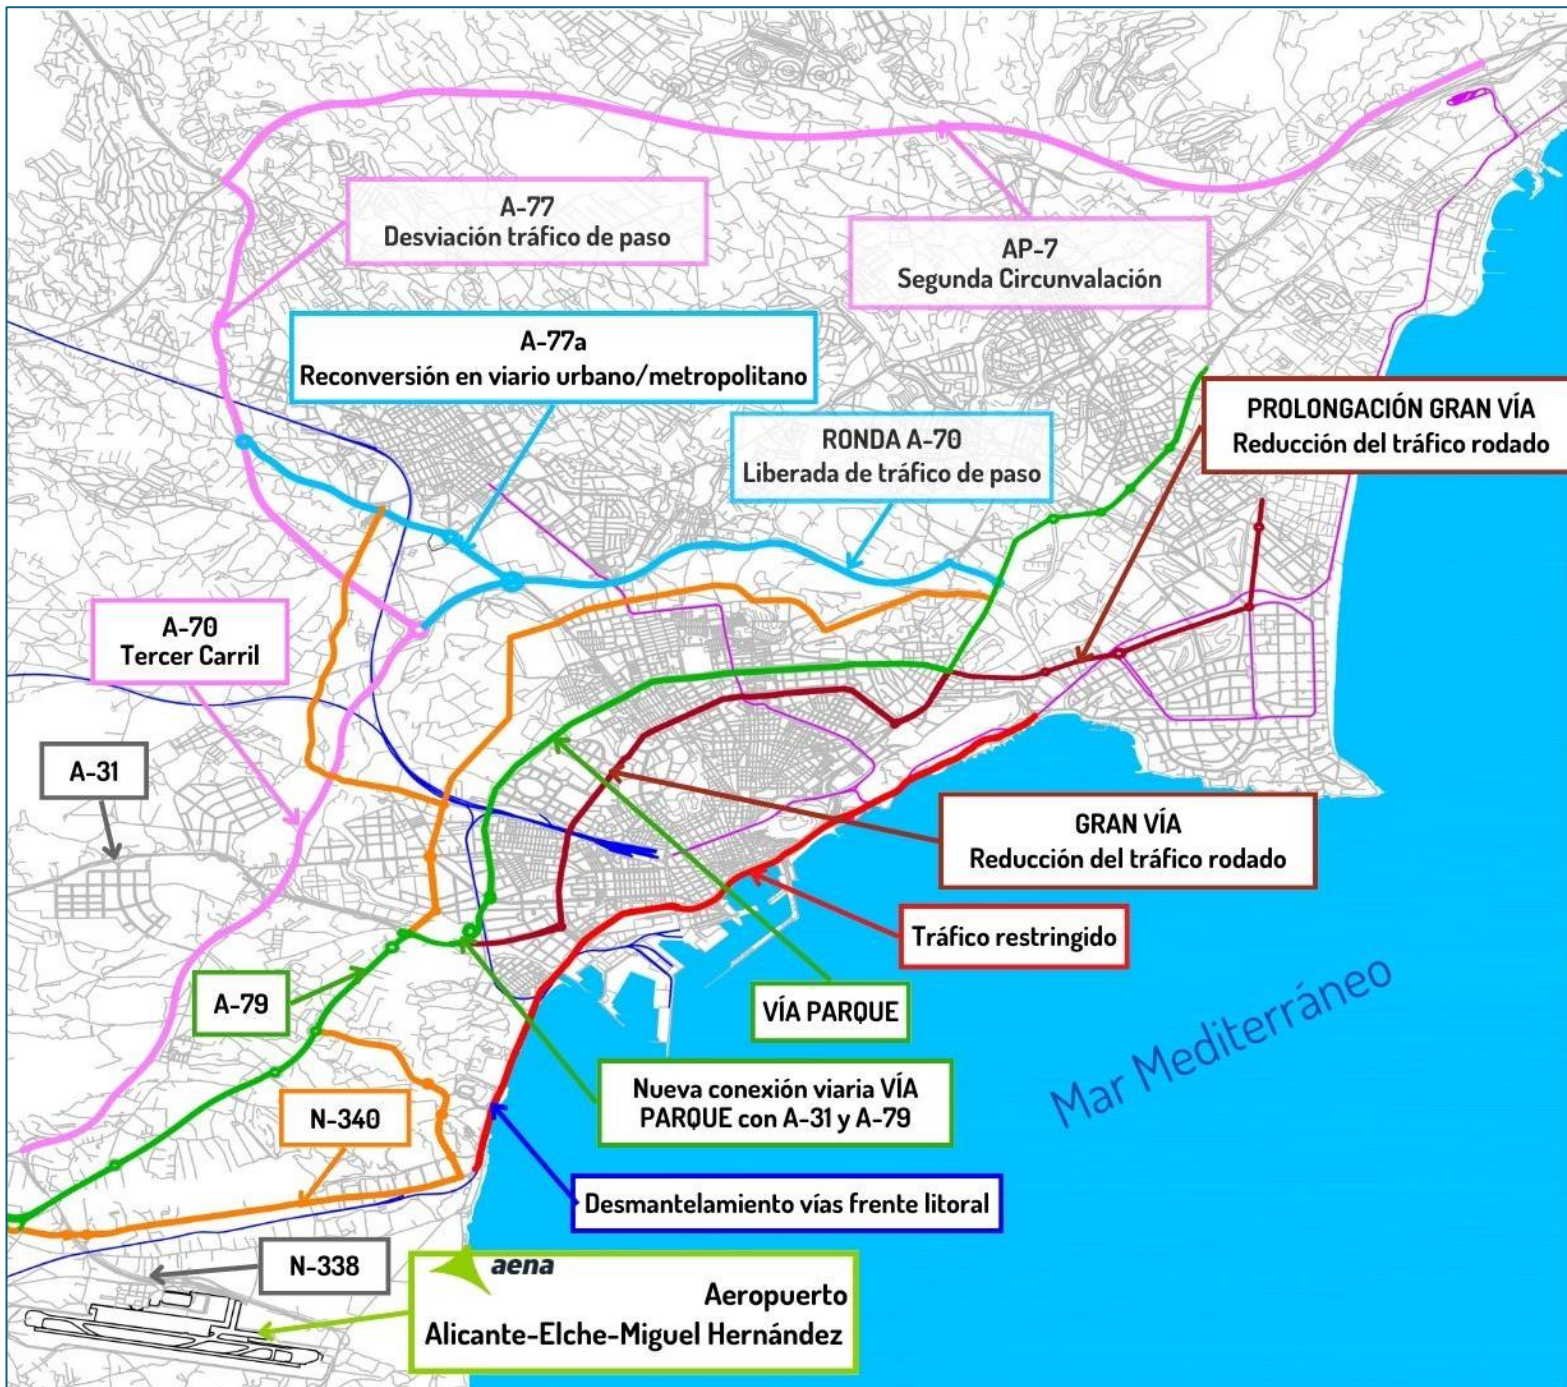 A-77
Desviación tráfico de paso
AP-7
Segunda Circunvalación
A-77a
Reconversión en viario urbano/metropolitano
PROLONGACIÓN GRAN VÍA
Reducción del tráfico rodado
RONDA A-70
Liberada de tráfico de paso
A-70
Tercer Carril
A-31
GRAN VÍA
Reducción del tráfico rodado
Tráfico restringido
A-79
VÍA PARQUE
Mar Mediterráneo
Nueva conexión viaria VÍA
PARQUE con A-31 y A-79
N-340
Desmantelamiento vías frente litoral
N-338
aena
Aeropuerto
Alicante-Elche-Miguel Hernández